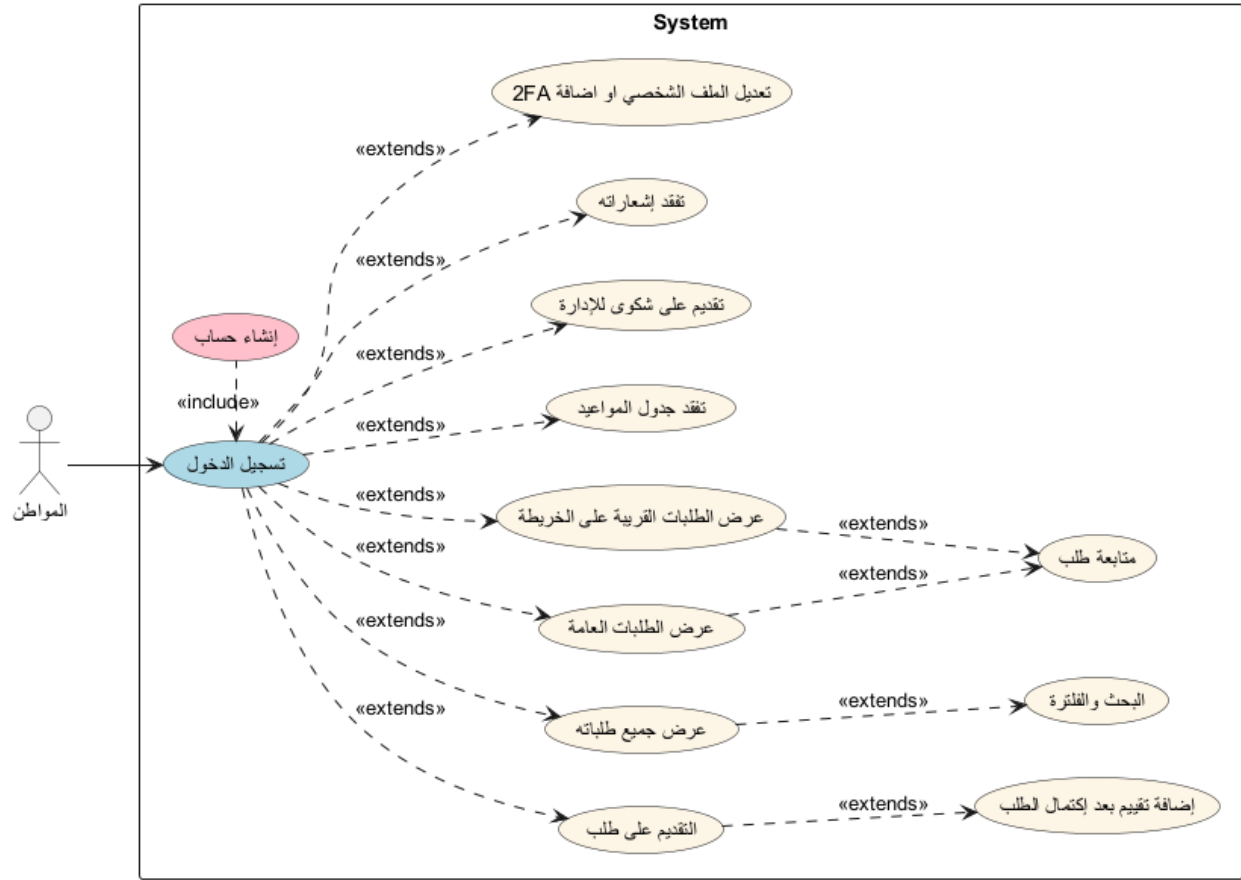 System
تعديل الملف الشخصي او اضافة 2FA
«extends»
تفقد إشعاراته
«extends»
تقديم على شكوى للإدارة
«extends»
إنشاء حساب
«include»
تفقد جدول المواعيد
«extends»
تسجيل الدخول
المواطن
عرض الطلبات القريبة على الخريطة
«extends»
«extends»
متابعة طلب
عرض الطلبات العامة
«extends»
«extends»
عرض جميع طلباته
«extends»
«extends»
البحث والفلترة
التقديم على طلب
«extends»
«extends»
إضافة تقييم بعد إكتمال الطلب